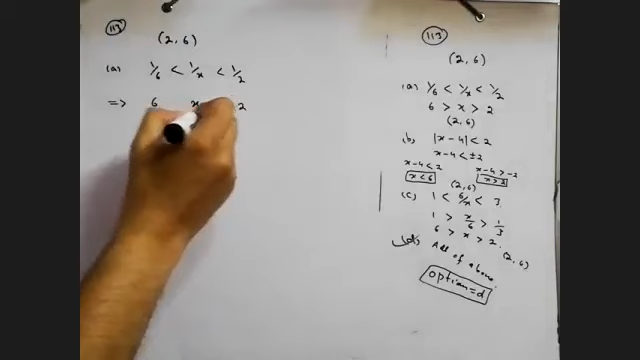 113
(2,6)
(a) 1/6 < 1/x < 1/2
=> 6 x 2
113
(2,6)
(a) 1/6 < 1/x < 1/2
6 > x > 2
(2,6)
(b) |x-4| < 2
x-4 < ±2
x-4 < 2 x-4 > -2
x < 6 x > 2
(2,6)
(c) 1 < 6/x < 3
1 > x/6 > 1/3
6 > x > 2. (2,6)
(d) All of above.
option = d